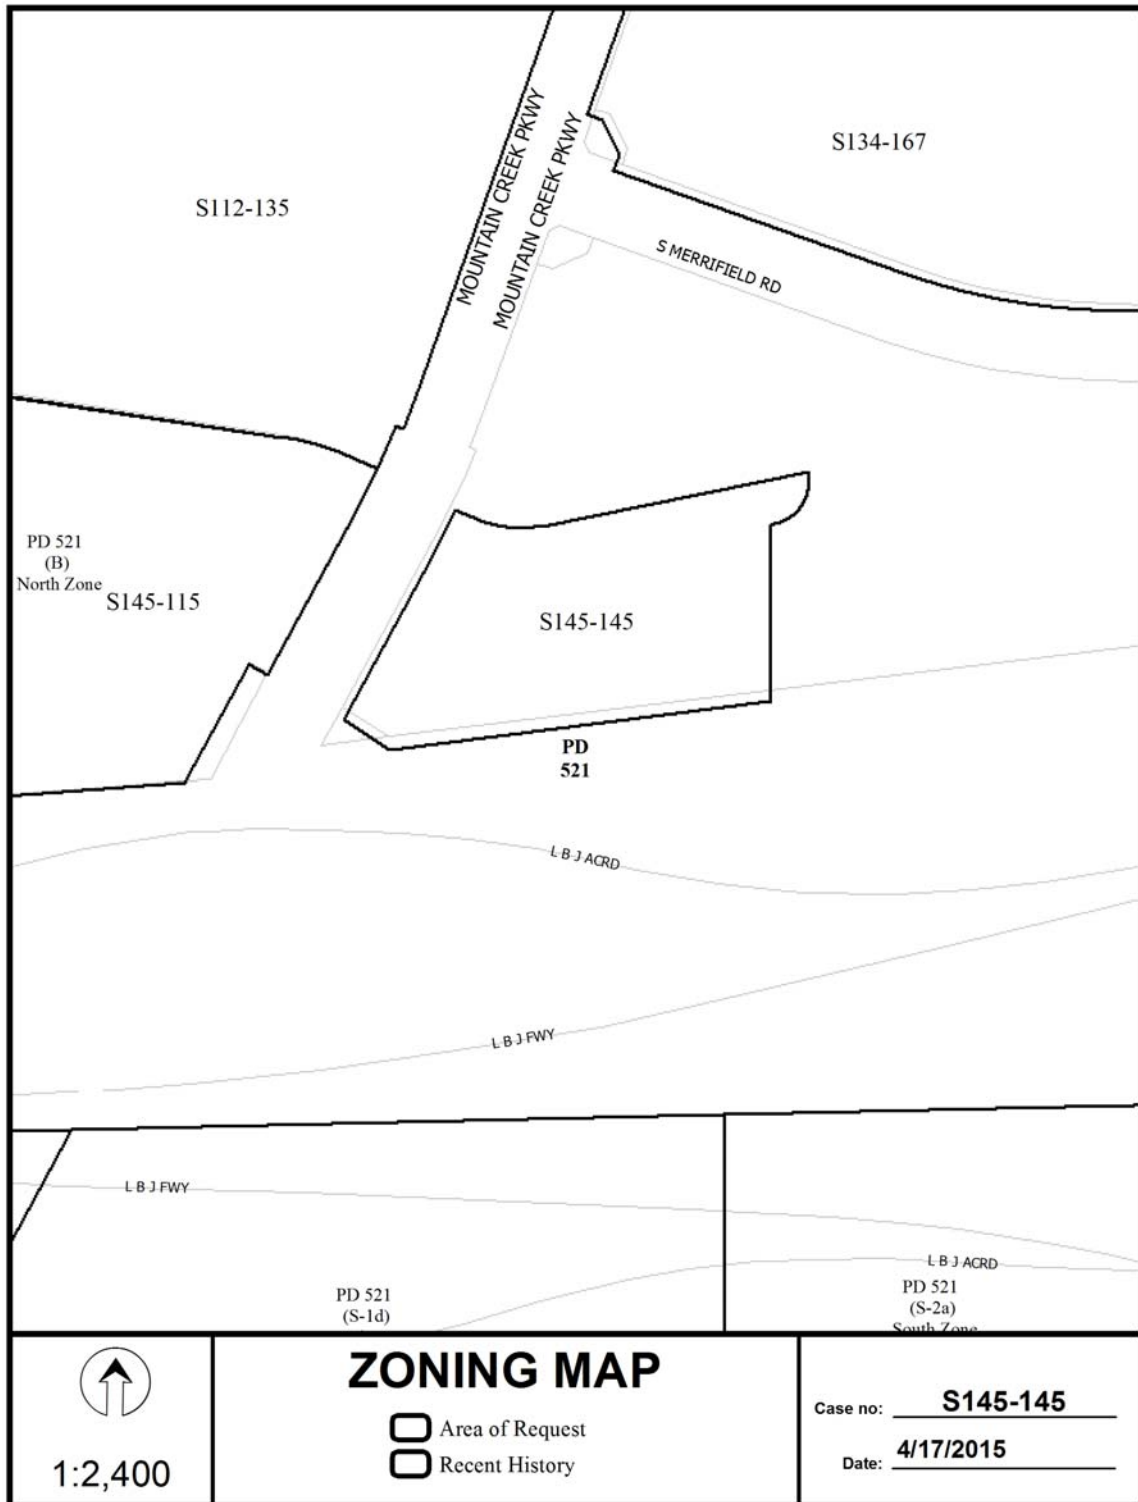 MOUNTAIN CREEK PKWY
MOUNTAIN CREEK PKWY
S134-167
S112-135
S MERRIFIELD RD
PD 521
(B)
North Zone
S145-115
S145-145
PD
521
L B J ACRD
L B J FWY
L B J FWY
L B J ACRD
PD 521
(S-1d)
PD 521
(S-2a)
South Zone
1:2,400
ZONING MAP
Area of Request
Recent History
Case no: S145-145
Date: 4/17/2015